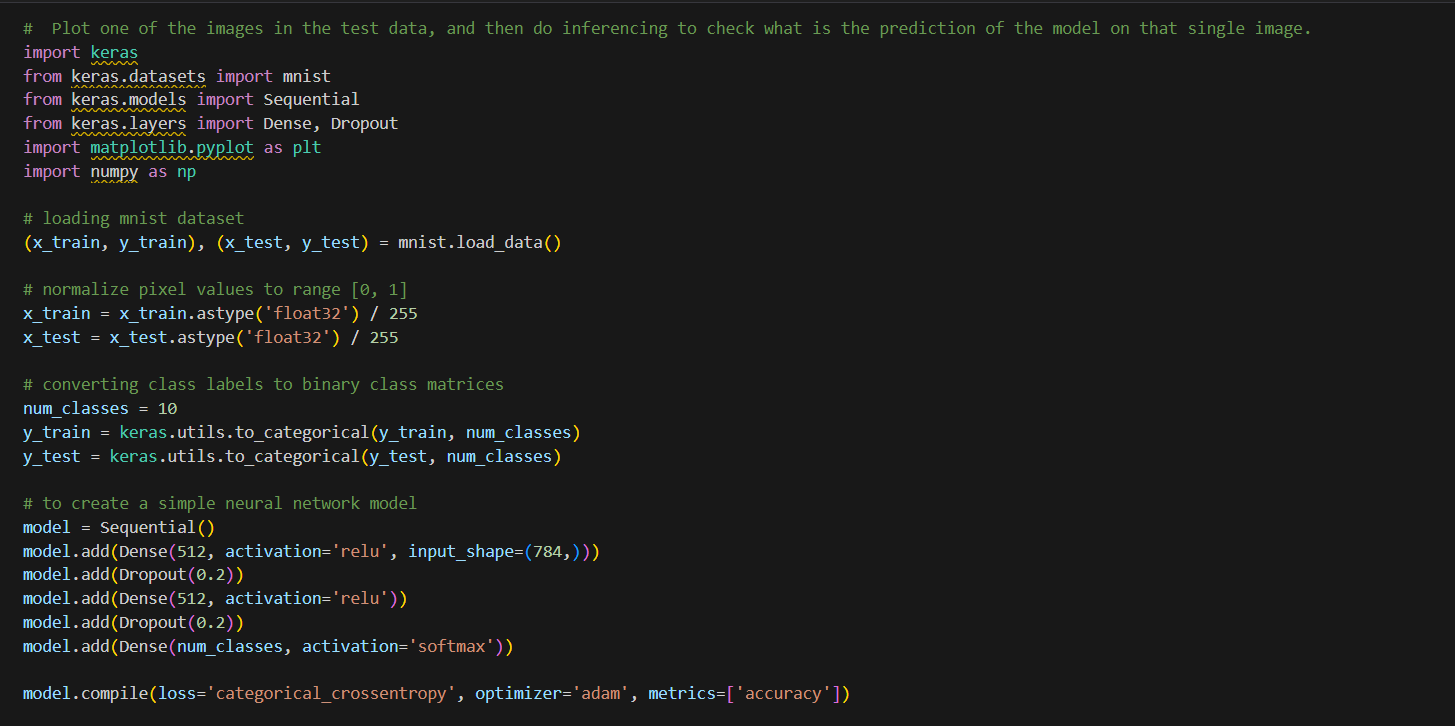 #  Plot one of the images in the test data, and then do inferencing to check what is the prediction of the model on that single image.
import keras
from keras.datasets import mnist
from keras.models import Sequential
from keras.layers import Dense, Dropout
import matplotlib.pyplot as plt
import numpy as np
# loading mnist dataset
(x_train, y_train), (x_test, y_test) = mnist.load_data()
# normalize pixel values to range [0, 1]
x_train = x_train.astype('float32') / 255
x_test = x_test.astype('float32') / 255
# converting class labels to binary class matrices
num_classes = 10
y_train = keras.utils.to_categorical(y_train, num_classes)
y_test = keras.utils.to_categorical(y_test, num_classes)
# to create a simple neural network model
model = Sequential()
model.add(Dense(512, activation='relu', input_shape=(784,)))
model.add(Dropout(0.2))
model.add(Dense(512, activation='relu'))
model.add(Dropout(0.2))
model.add(Dense(num_classes, activation='softmax'))
model.compile(loss='categorical_crossentropy', optimizer='adam', metrics=['accuracy'])